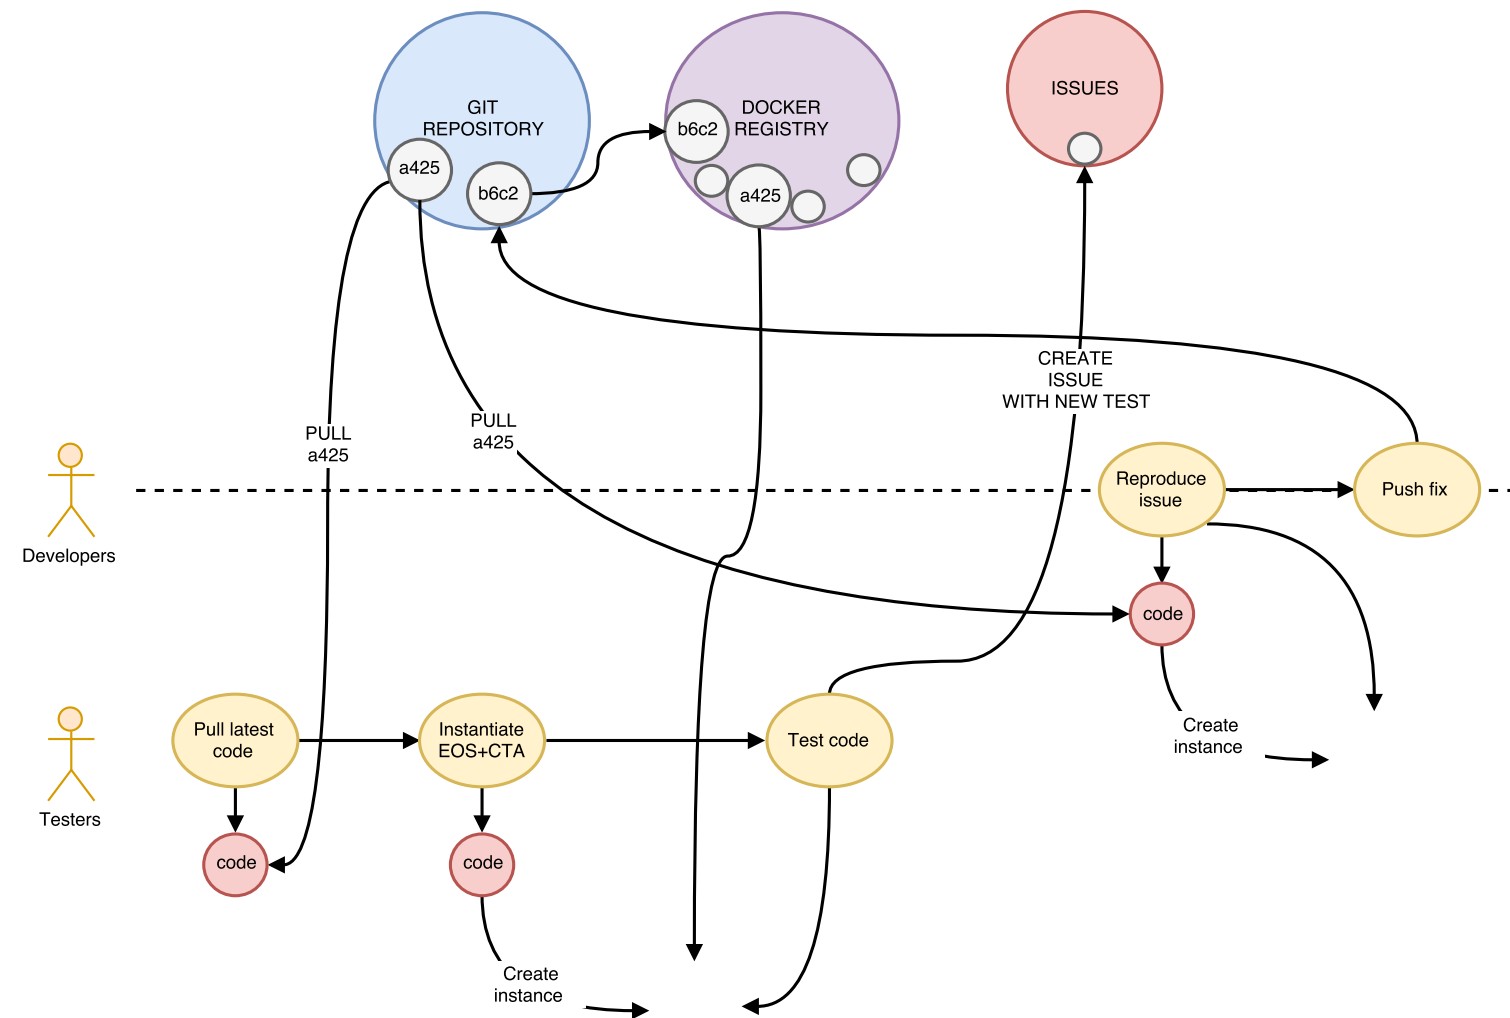 GIT
REPOSITORY
DOCKER
REGISTRY
ISSUES
a425
b6c2
b6c2
a425
CREATE
ISSUE
WITH NEW TEST
PULL
a425
PULL
a425
Developers
Reproduce
issue
Push fix
code
Testers
Pull latest
code
Instantiate
EOS+CTA
Test code
Create
instance
code
code
Create
instance